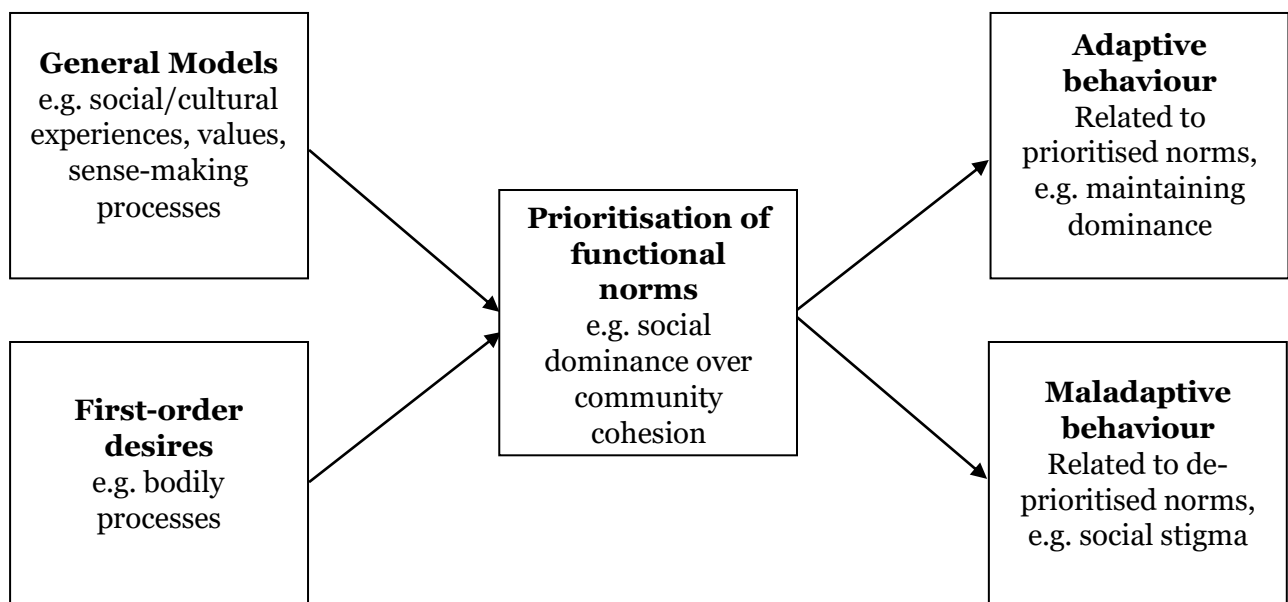 General Models
e.g. social/cultural
experiences, values,
sense-making
processes
First-order
desires
e.g. bodily
processes
Prioritisation of
functional
norms
e.g. social
dominance over
community
cohesion
Adaptive
behaviour
Related to
prioritised norms,
e.g. maintaining
dominance
Maladaptive
behaviour
Related to de-
prioritised norms,
e.g. social stigma